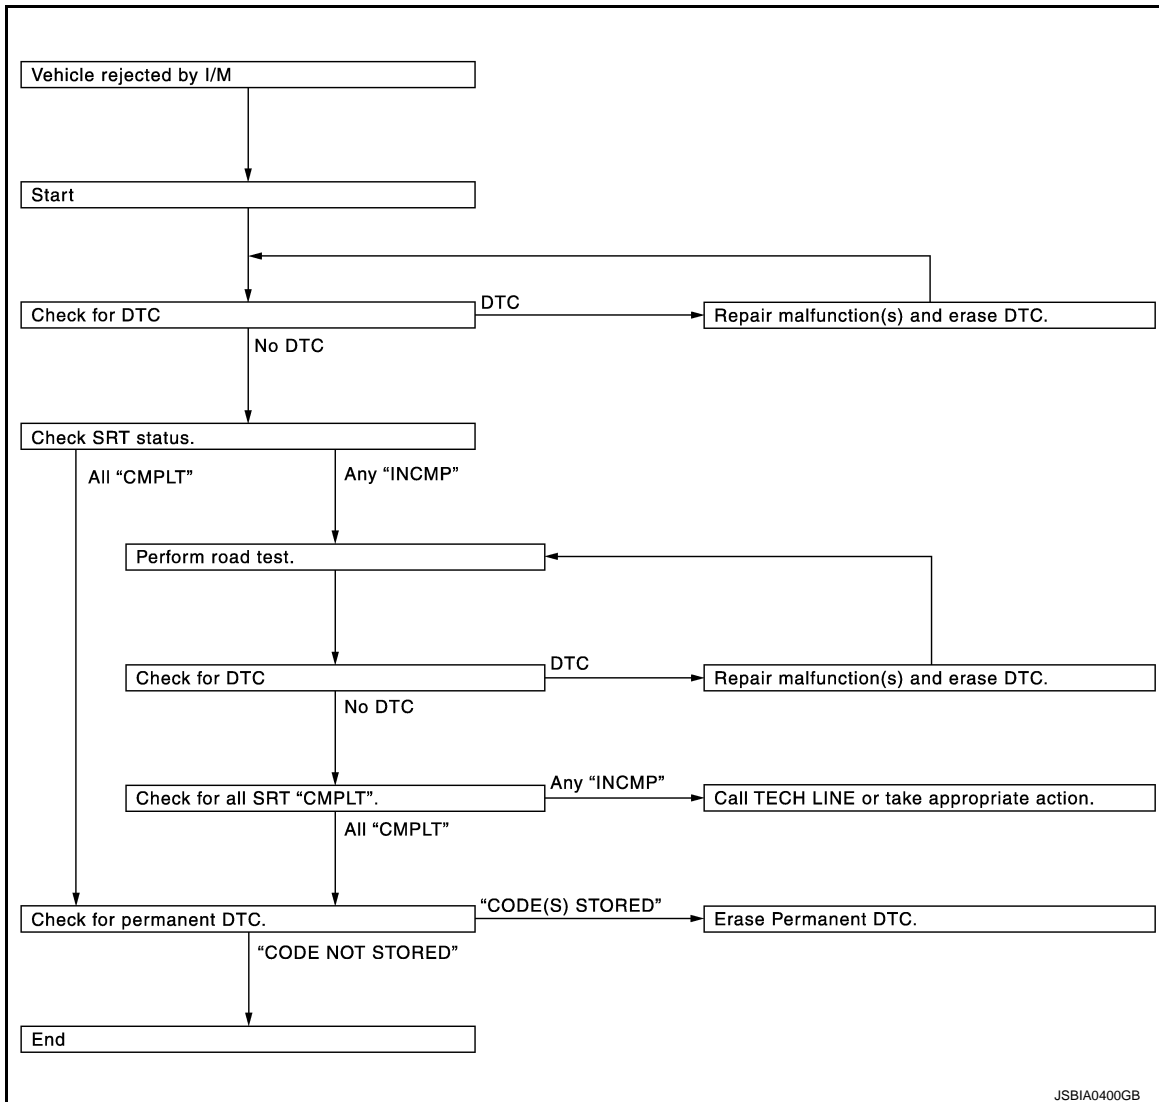 Vehicle rejected by I/M
Start
Check for DTC
DTC
Repair malfunction(s) and erase DTC.
No DTC
Check SRT status.
All “CMPLT”
Any “INCMP”
Perform road test.
Check for DTC
DTC
Repair malfunction(s) and erase DTC.
No DTC
Check for all SRT “CMPLT”.
Any “INCMP”
Call TECH LINE or take appropriate action.
All “CMPLT”
Check for permanent DTC.
“CODE(S) STORED”
Erase Permanent DTC.
“CODE NOT STORED”
End
JSBIA0400GB